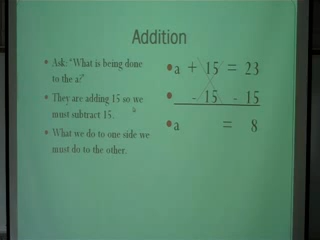 Addition
• Ask: "What is being done
to the a?"
• They are adding 15 so we
must subtract 15.
• What we do to one side we
must do to the other.
• a + 15 = 23
• - 15 - 15
• a = 8